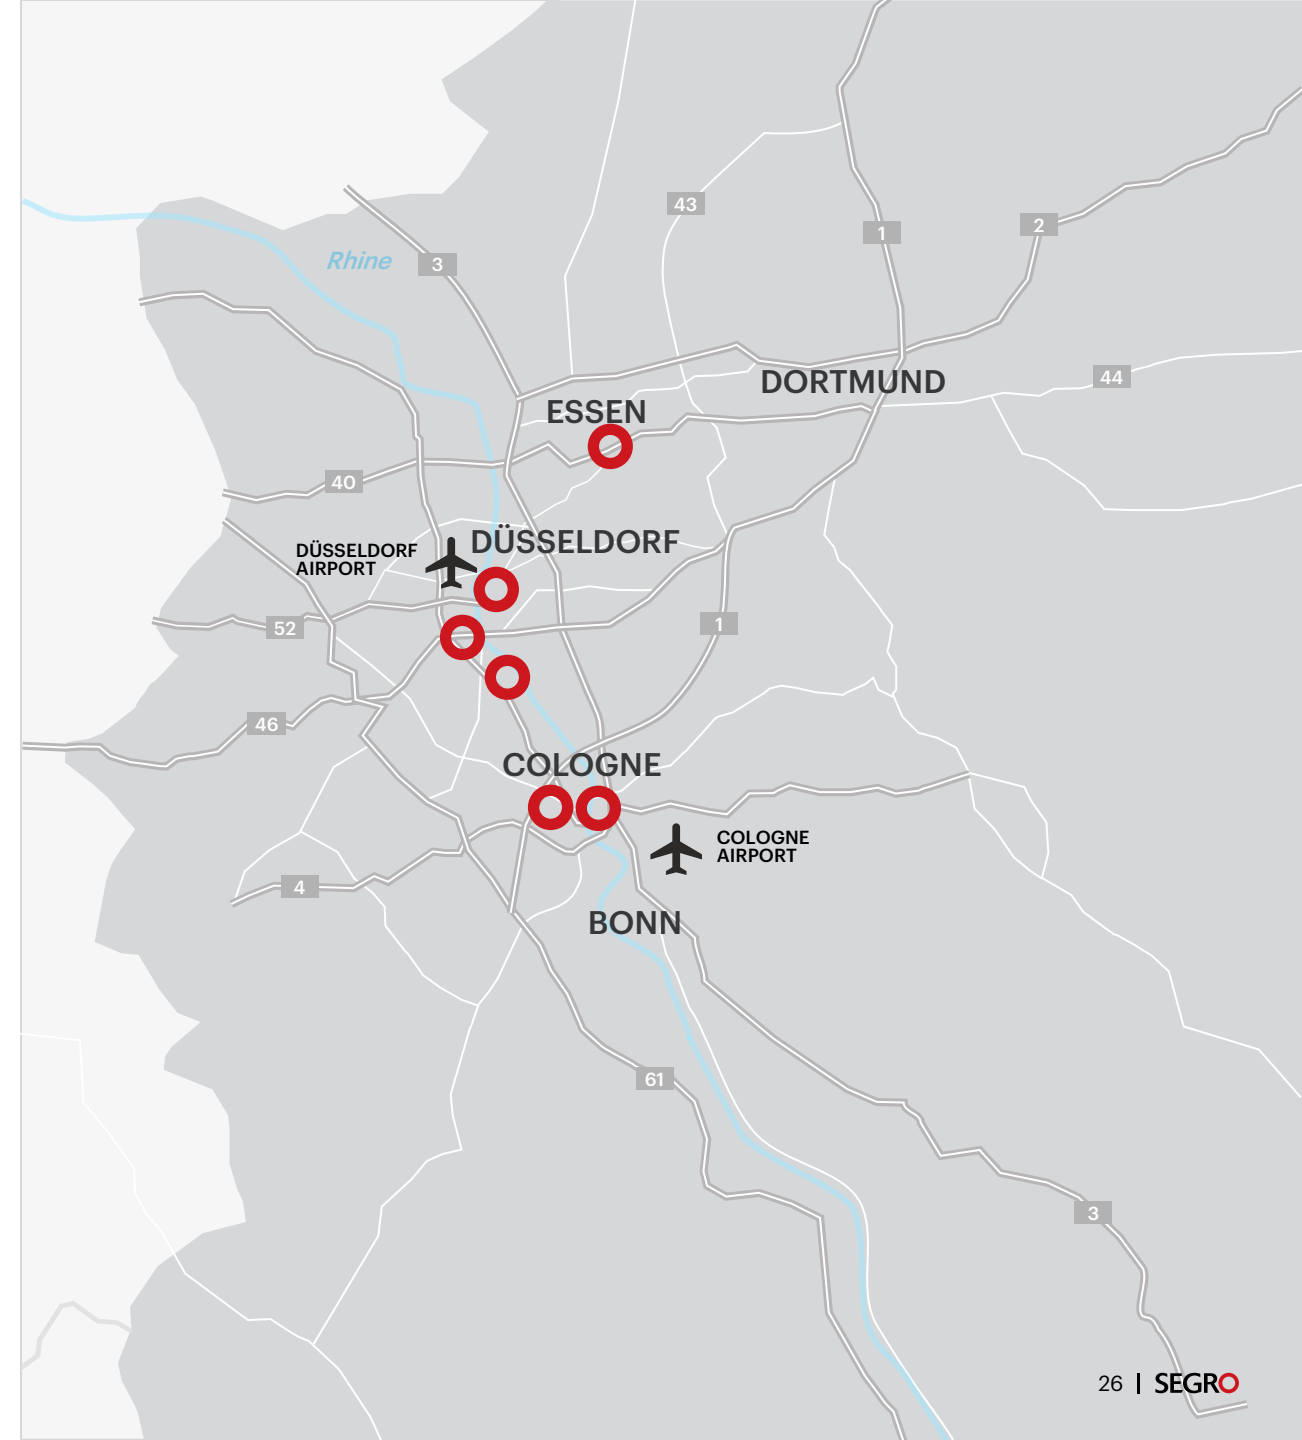 43
1
2
Rhine
3
DORTMUND
44
ESSEN
40
DÜSSELDORF
DÜSSELDORF
AIRPORT
52
1
46
COLOGNE
COLOGNE
AIRPORT
4
BONN
61
3
26 | SEGRO